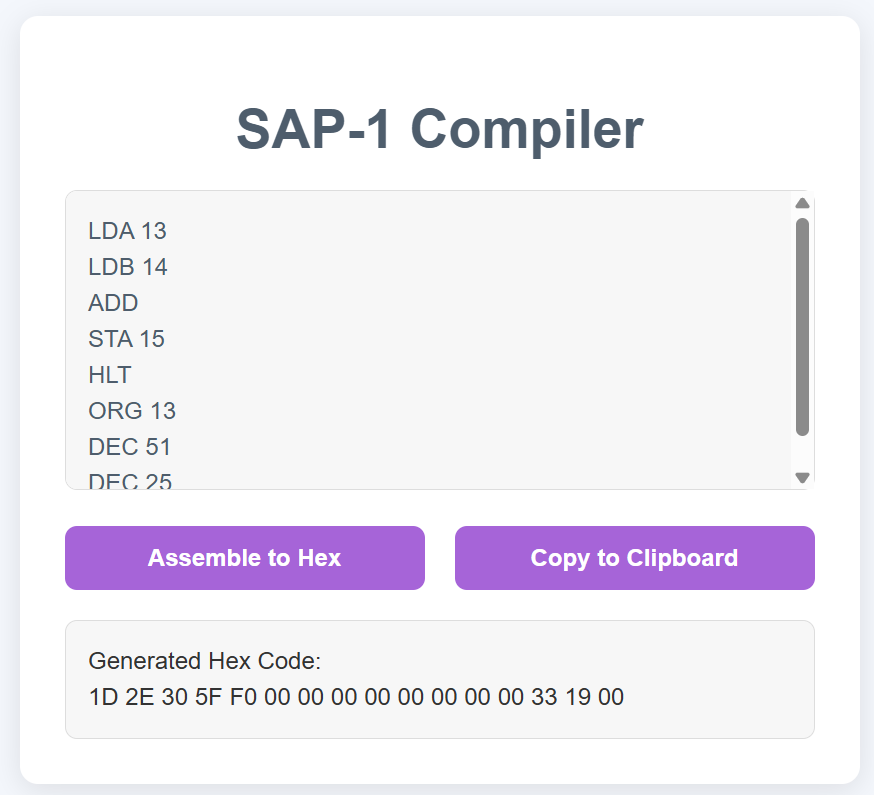 SAP-1 Compiler
LDA 13
LDB 14
ADD
STA 15
HLT
ORG 13
DEC 51
DEC 25
Assemble to Hex
Copy to Clipboard
Generated Hex Code:
1D 2E 30 5F F0 00 00 00 00 00 00 00 00 33 19 00